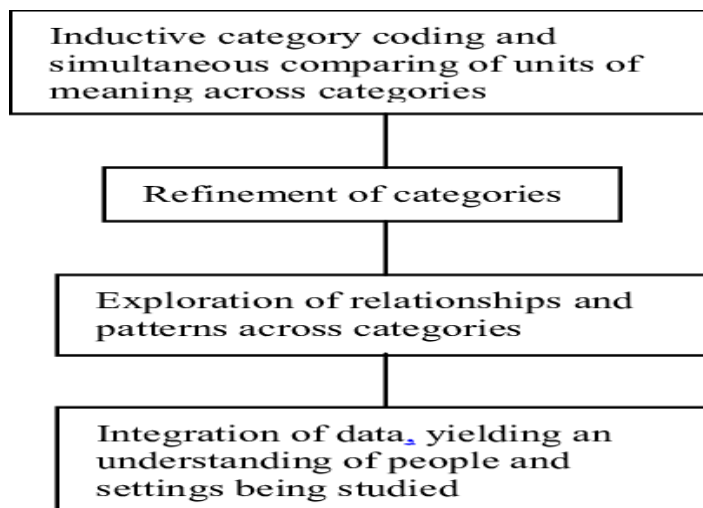 Inductive category coding and
simultaneous comparing of units of
meaning across categories
Refinement of categories
Exploration of relationships and
patterns across categories
Integration of data, yielding an
understanding of people and
settings being studied